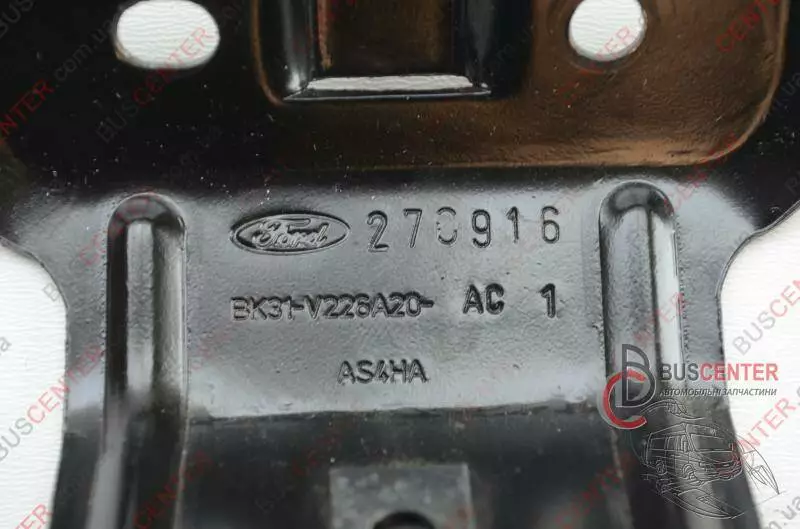 Ford 270916
BK31-V226A20- AC 1
AS4HA
BUSCENTER
АВТОМОБІЛЬНІ ЗАПЧАСТИНИ